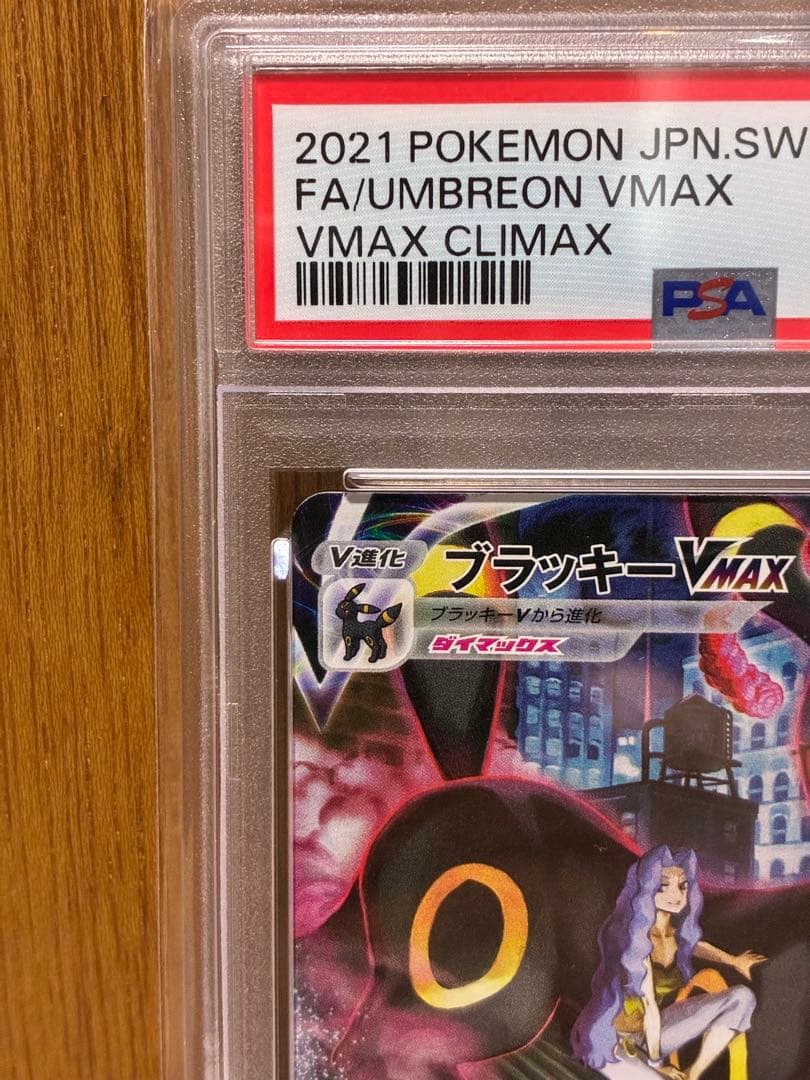 2021 POKEMON JPN.SW
FA/UMBREON VMAX
VMAX CLIMAX
PSA
V進化
ブラッキーVMAX
ブラッキーVから進化
ダイマックス